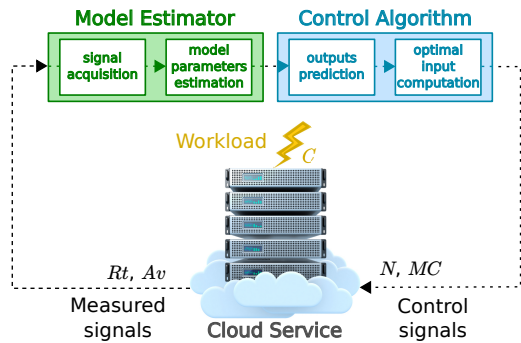 Model Estimator
Control Algorithm
signal
acquisition
model
parameters
estimation
outputs
prediction
optimal
input
computation
Workload
C
Rt, Av
N, MC
Measured
signals
Cloud Service
Control
signals